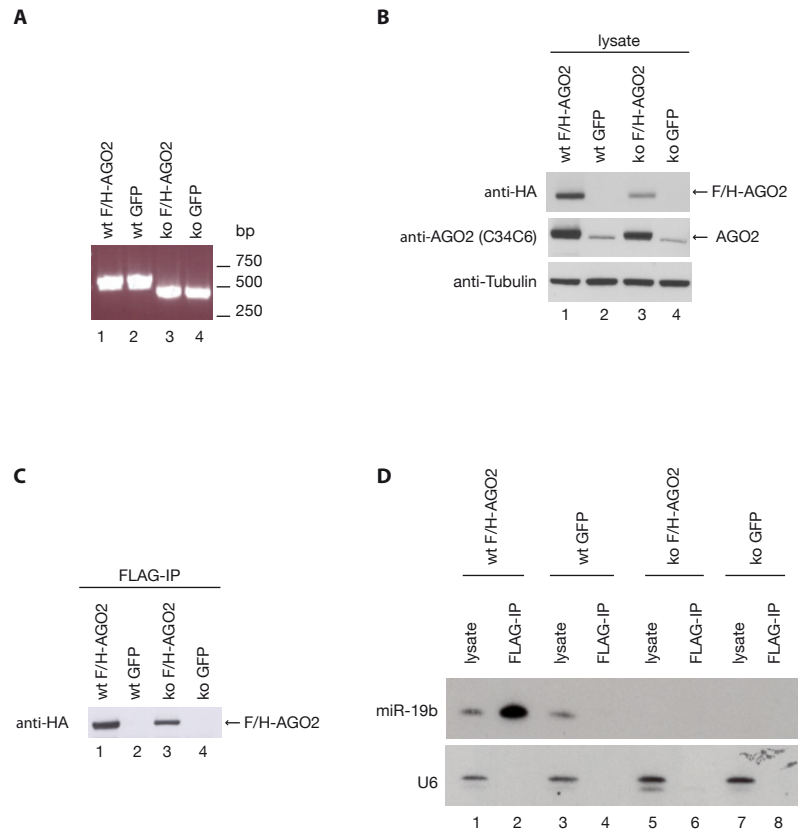 A
wt F/H-AGO2
wt GFP
ko F/H-AGO2
ko GFP
bp
750
500
250
1 2 3 4
B
lysate
wt F/H-AGO2
wt GFP
ko F/H-AGO2
ko GFP
anti-HA ← F/H-AGO2
anti-AGO2 (C34C6) ← AGO2
anti-Tubulin
1 2 3 4
C
FLAG-IP
wt F/H-AGO2
wt GFP
ko F/H-AGO2
ko GFP
anti-HA ← F/H-AGO2
1 2 3 4
D
wt F/H-AGO2
wt GFP
ko F/H-AGO2
ko GFP
lysate
FLAG-IP
lysate
FLAG-IP
lysate
FLAG-IP
lysate
FLAG-IP
miR-19b
U6
1 2 3 4 5 6 7 8